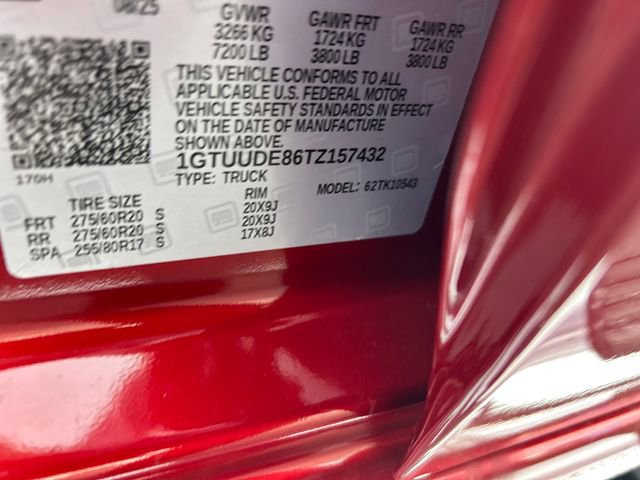 08/25
GVWR GAWR FRT GAWR RR
3266 KG 1724 KG 1724 KG
7200 LB 3800 LB 3800 LB
THIS VEHICLE CONFORMS TO ALL
APPLICABLE U.S. FEDERAL MOTOR
VEHICLE SAFETY STANDARDS IN EFFECT
ON THE DATE OF MANUFACTURE
SHOWN ABOVE.
1GTUUDE86TZ157432
170H
TYPE: TRUCK MODEL: 62TK10543
TIRE SIZE RIM
FRT 275/60R20 S 20X9J
RR 275/60R20 S 20X9J
SPA 255/80R17 S 17X8J